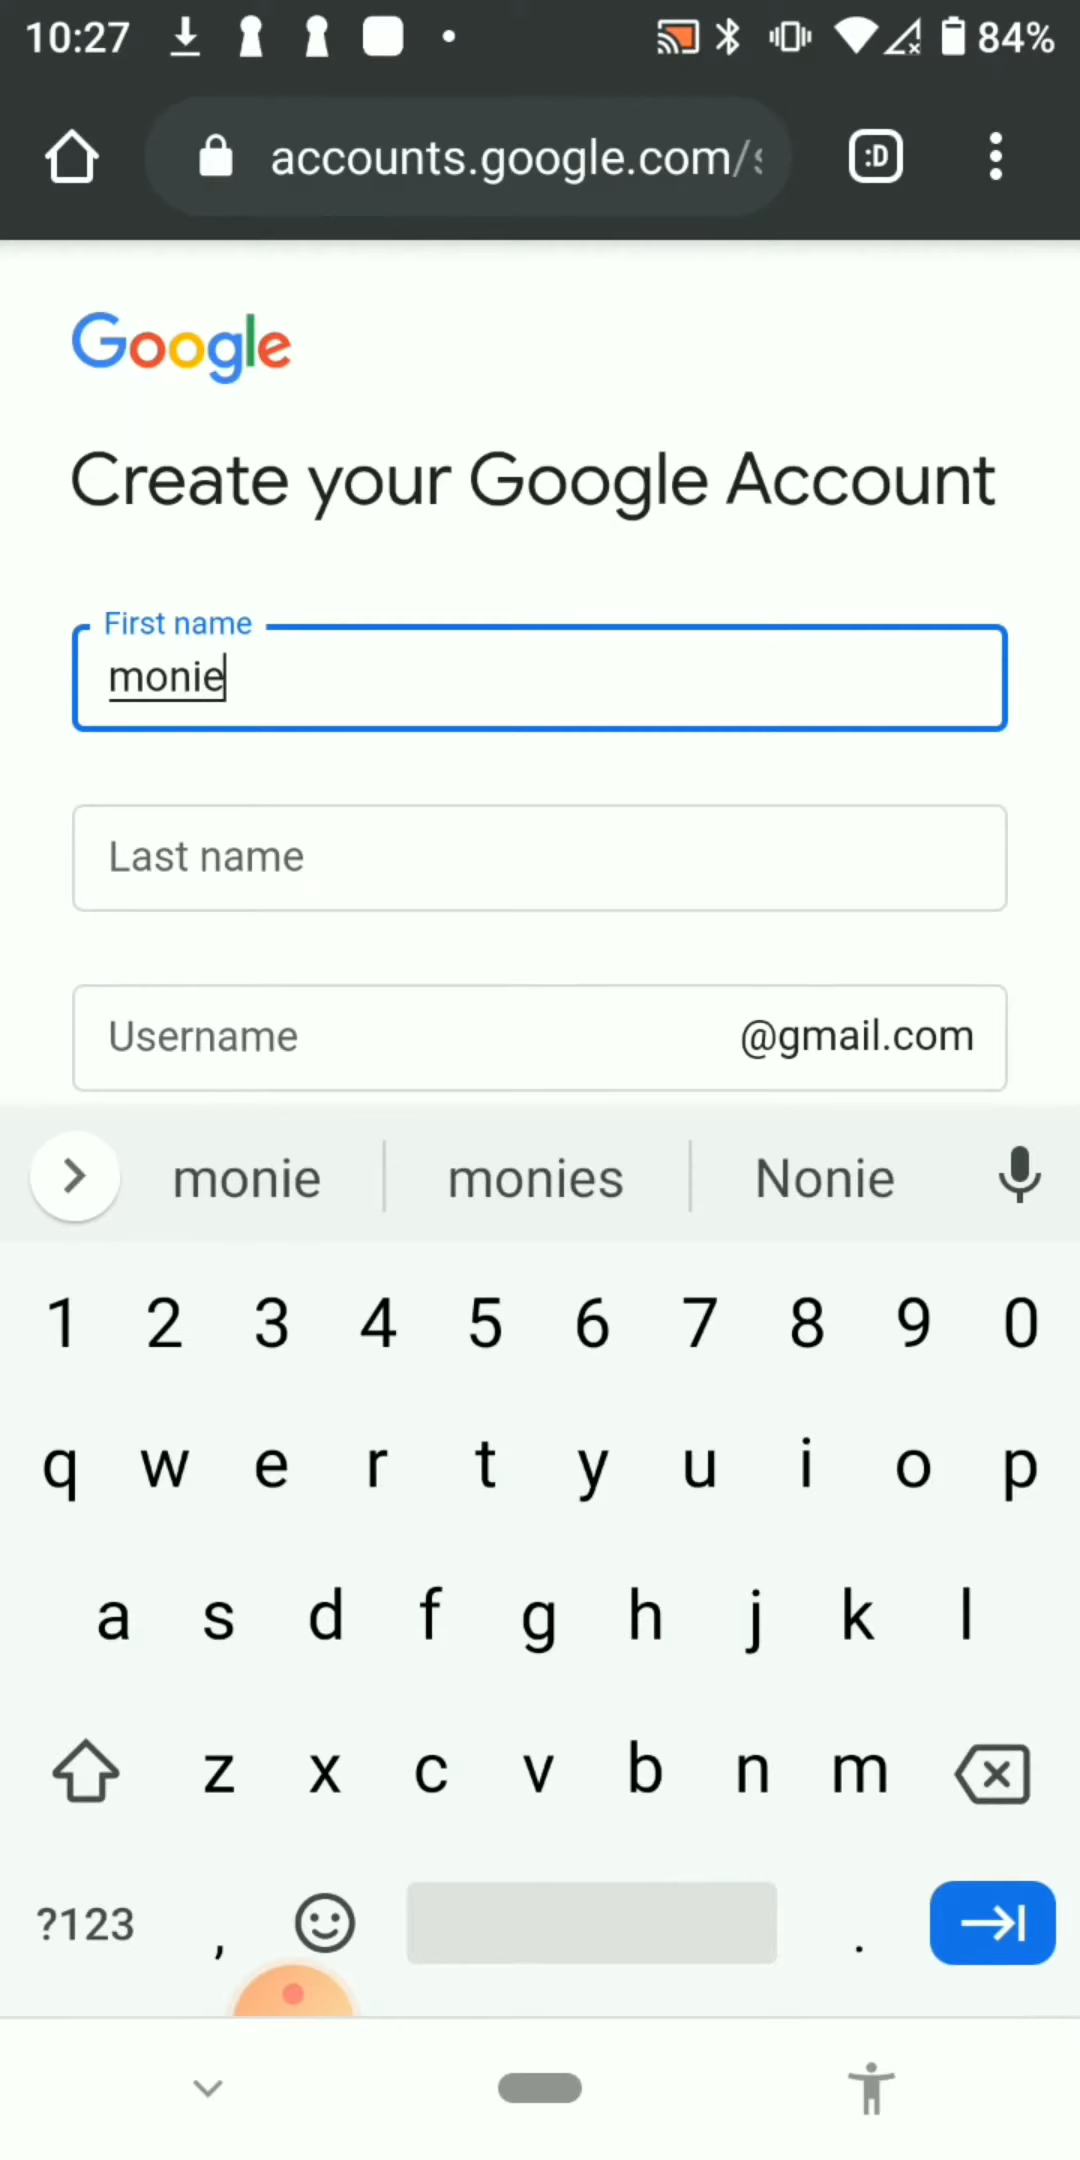 10:27 84%
accounts.google.com/s :D
Google
Create your Google Account
First name
monie
Last name
Username @gmail.com
monie monies Nonie
1 2 3 4 5 6 7 8 9 0
q w e r t y u i o p
a s d f g h j k l
z x c v b n m
?123 , .